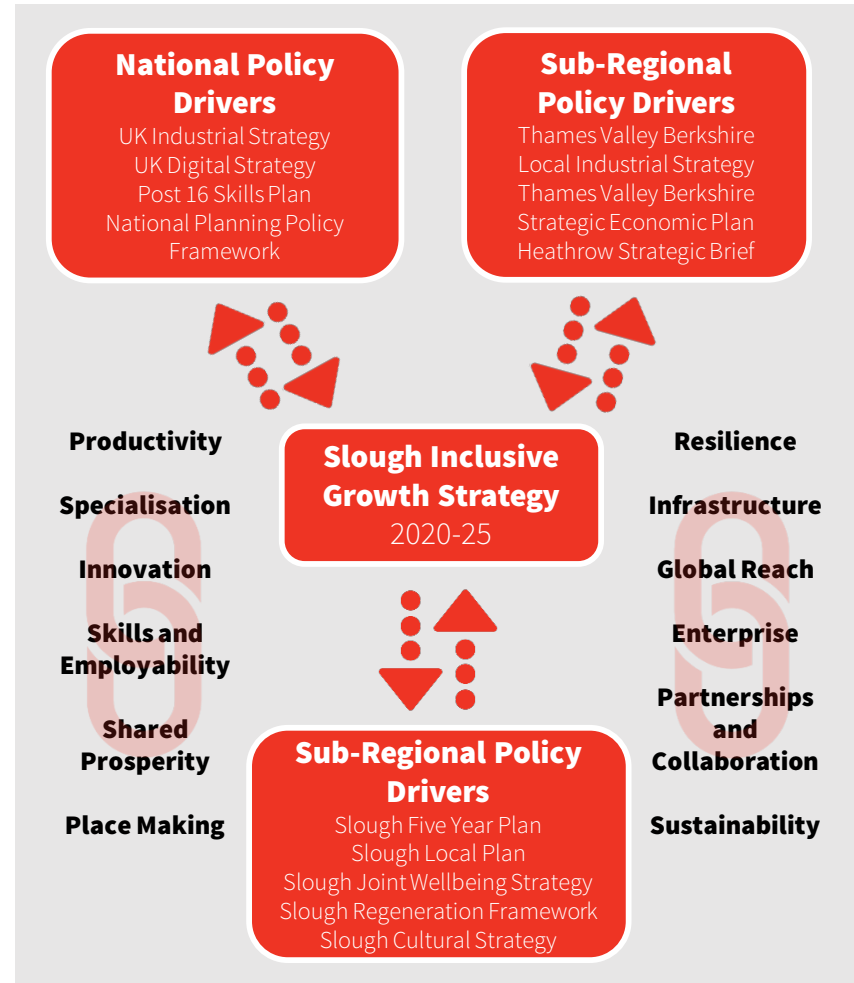 National Policy
Drivers
UK Industrial Strategy
UK Digital Strategy
Post 16 Skills Plan
National Planning Policy
Framework
Sub-Regional
Policy Drivers
Thames Valley Berkshire
Local Industrial Strategy
Thames Valley Berkshire
Strategic Economic Plan
Heathrow Strategic Brief
Productivity
Specialisation
Innovation
Skills and
Employability
Shared
Prosperity
Place Making
Slough Inclusive
Growth Strategy
2020-25
Resilience
Infrastructure
Global Reach
Enterprise
Partnerships
and
Collaboration
Sustainability
Sub-Regional Policy
Drivers
Slough Five Year Plan
Slough Local Plan
Slough Joint Wellbeing Strategy
Slough Regeneration Framework
Slough Cultural Strategy